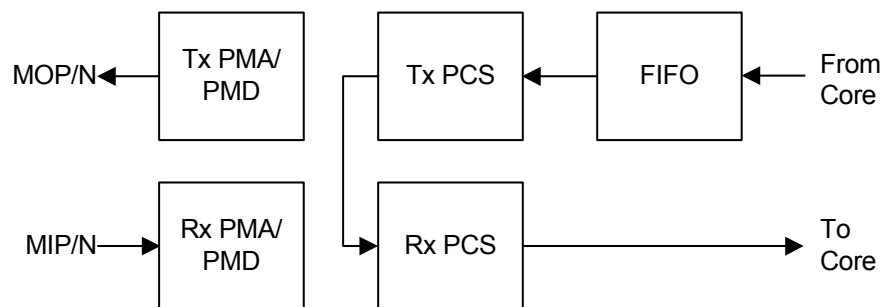 MOP/N
Tx PMA/
PMD
Tx PCS
FIFO
From
Core
MIP/N
Rx PMA/
PMD
Rx PCS
To
Core